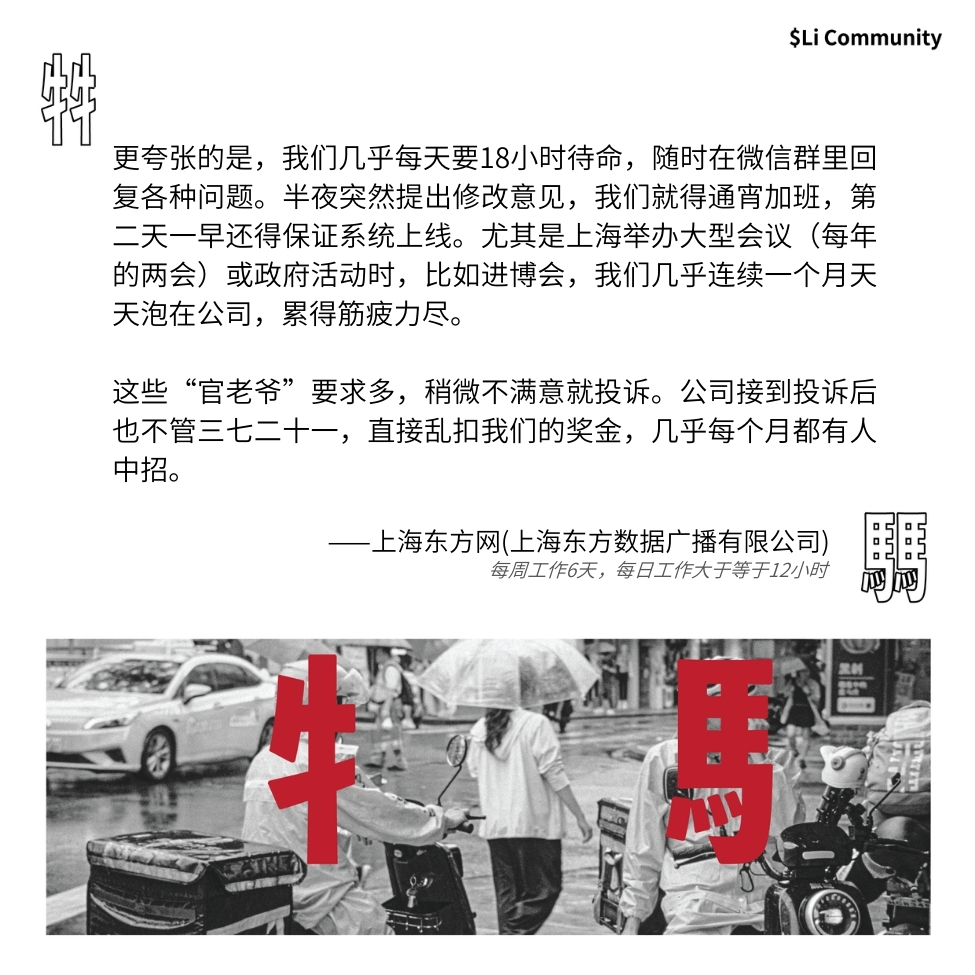 $Li Community
牛牛
更夸张的是，我们几乎每天要18小时待命，随时在微信群里回
复各种问题。半夜突然提出修改意见，我们就得通宵加班，第
二天一早还得保证系统上线。尤其是上海举办大型会议（每年
的两会）或政府活动时，比如进博会，我们几乎连续一个月天
天泡在公司，累得筋疲力尽。
这些“官老爷”要求多，稍微不满意就投诉。公司接到投诉后
也不管三七二十一，直接乱扣我们的奖金，几乎每个月都有人
中招。
——上海东方网(上海东方数据广播有限公司)
每周工作6天，每日工作大于等于12小时
馬馬
牛 馬